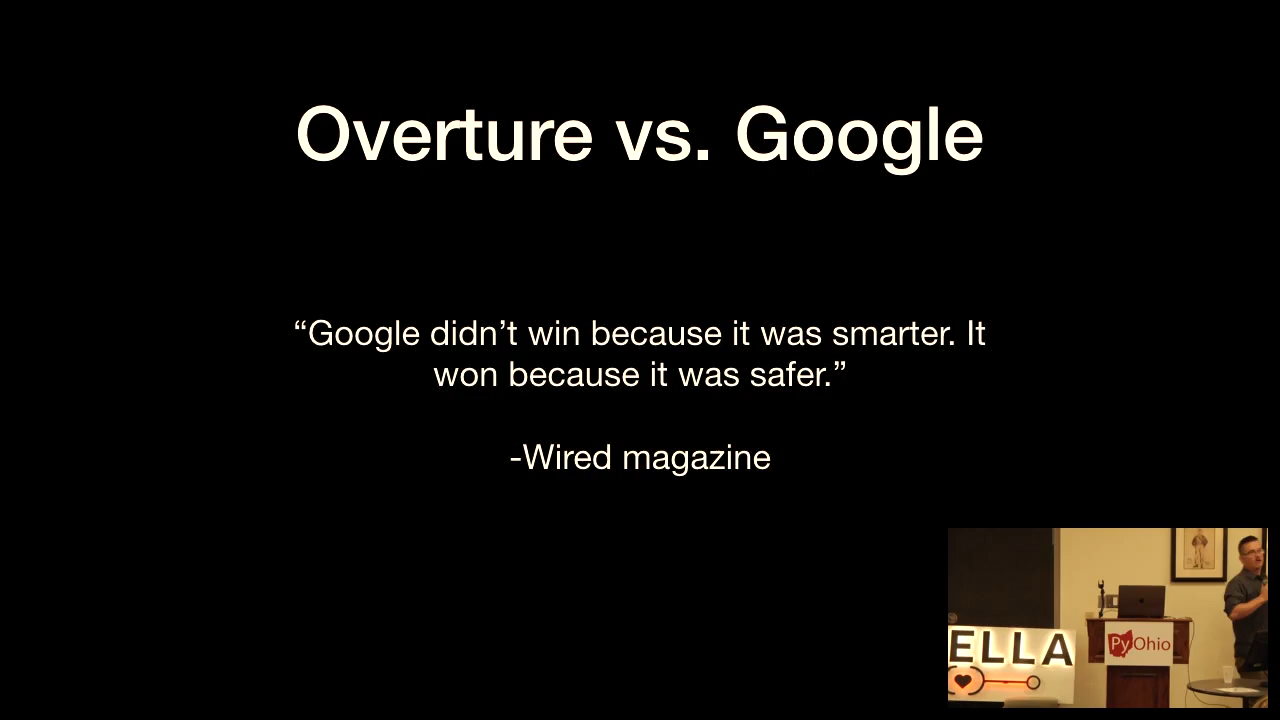 Overture vs. Google
“Google didn’t win because it was smarter. It
won because it was safer.”
-Wired magazine
ELLA
PyOhio